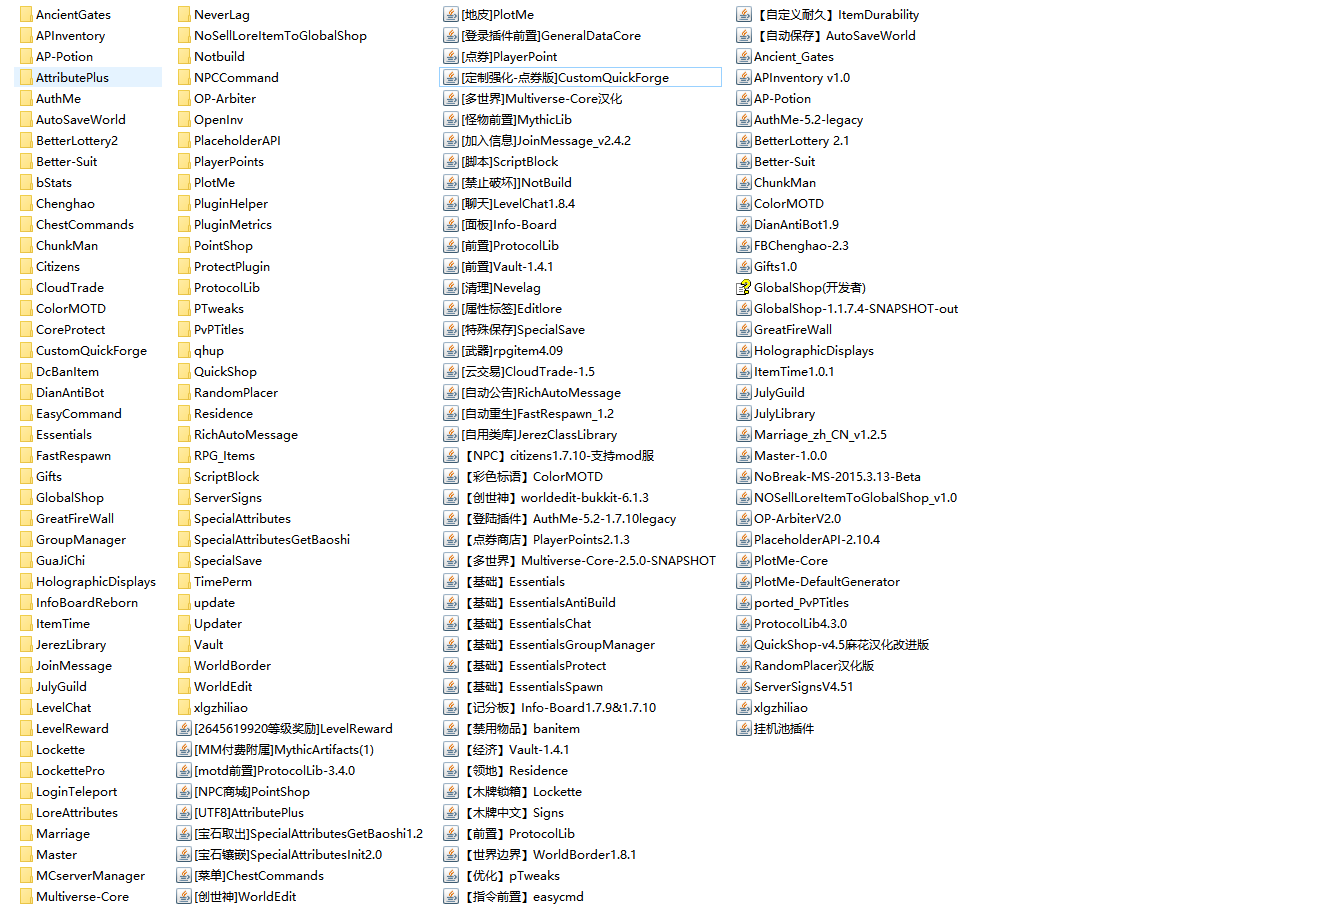 AncientGates
APInventory
AP-Potion
AttributePlus
AuthMe
AutoSaveWorld
BetterLottery2
Better-Suit
bStats
Chenghao
ChestCommands
ChunkMan
Citizens
CloudTrade
ColorMOTD
CoreProtect
CustomQuickForge
DcBanItem
DianAntiBot
EasyCommand
Essentials
FastRespawn
Gifts
GlobalShop
GreatFireWall
GroupManager
GuaJiChi
HolographicDisplays
InfoBoardReborn
ItemTime
JerezLibrary
JoinMessage
JulyGuild
LevelChat
LevelReward
Lockette
LockettePro
LoginTeleport
LoreAttributes
Marriage
Master
MCserverManager
Multiverse-Core
NeverLag
NoSellLoreItemToGlobalShop
Notbuild
NPCCommand
OP-Arbiter
OpenInv
PlaceholderAPI
PlayerPoints
PlotMe
PluginHelper
PluginMetrics
PointShop
ProtectPlugin
ProtocolLib
PTweaks
PvPTitles
qhup
QuickShop
RandomPlacer
Residence
RichAutoMessage
RPG_Items
ScriptBlock
ServerSigns
SpecialAttributes
SpecialAttributesGetBaoshi
SpecialSave
TimePerm
update
Updater
Vault
WorldBorder
WorldEdit
xlgzhiliao
[2645619920等级奖励]LevelReward
[MM付费附属]MythicArtifacts(1)
[motd前置]ProtocolLib-3.4.0
[NPC商城]PointShop
[UTF8]AttributePlus
[宝石取出]SpecialAttributesGetBaoshi1.2
[宝石镶嵌]SpecialAttributesInit2.0
[菜单]ChestCommands
[创世神]WorldEdit
[地皮]PlotMe
[登录插件前置]GeneralDataCore
[点券]PlayerPoint
[定制强化-点券版]CustomQuickForge
[多世界]Multiverse-Core汉化
[怪物前置]MythicLib
[加入信息]JoinMessage_v2.4.2
[脚本]ScriptBlock
[禁止破坏]]NotBuild
[聊天]LevelChat1.8.4
[面板]Info-Board
[前置]ProtocolLib
[前置]Vault-1.4.1
[清理]Nevelag
[属性标签]Editlore
[特殊保存]SpecialSave
[武器]rpgitem4.09
[云交易]CloudTrade-1.5
[自动公告]RichAutoMessage
[自动重生]FastRespawn_1.2
[自用类库]JerezClassLibrary
【NPC】citizens1.7.10-支持mod服
【彩色标语】ColorMOTD
【创世神】worldedit-bukkit-6.1.3
【登陆插件】AuthMe-5.2-1.7.10legacy
【点券商店】PlayerPoints2.1.3
【多世界】Multiverse-Core-2.5.0-SNAPSHOT
【基础】Essentials
【基础】EssentialsAntiBuild
【基础】EssentialsChat
【基础】EssentialsGroupManager
【基础】EssentialsProtect
【基础】EssentialsSpawn
【记分板】Info-Board1.7.9&1.7.10
【禁用物品】banitem
【经济】Vault-1.4.1
【领地】Residence
【木牌锁箱】Lockette
【木牌中文】Signs
【前置】ProtocolLib
【世界边界】WorldBorder1.8.1
【优化】pTweaks
【指令前置】easycmd
【自定义耐久】ItemDurability
【自动保存】AutoSaveWorld
Ancient_Gates
APInventory v1.0
AP-Potion
AuthMe-5.2-legacy
BetterLottery 2.1
Better-Suit
ChunkMan
ColorMOTD
DianAntiBot1.9
FBChenghao-2.3
Gifts1.0
GlobalShop(开发者)
GlobalShop-1.1.7.4-SNAPSHOT-out
GreatFireWall
HolographicDisplays
ItemTime1.0.1
JulyGuild
JulyLibrary
Marriage_zh_CN_v1.2.5
Master-1.0.0
NoBreak-MS-2015.3.13-Beta
NOSellLoreItemToGlobalShop_v1.0
OP-ArbiterV2.0
PlaceholderAPI-2.10.4
PlotMe-Core
PlotMe-DefaultGenerator
ported_PvPTitles
ProtocolLib4.3.0
QuickShop-v4.5麻花汉化改进版
RandomPlacer汉化版
ServerSignsV4.51
xlgzhiliao
挂机池插件